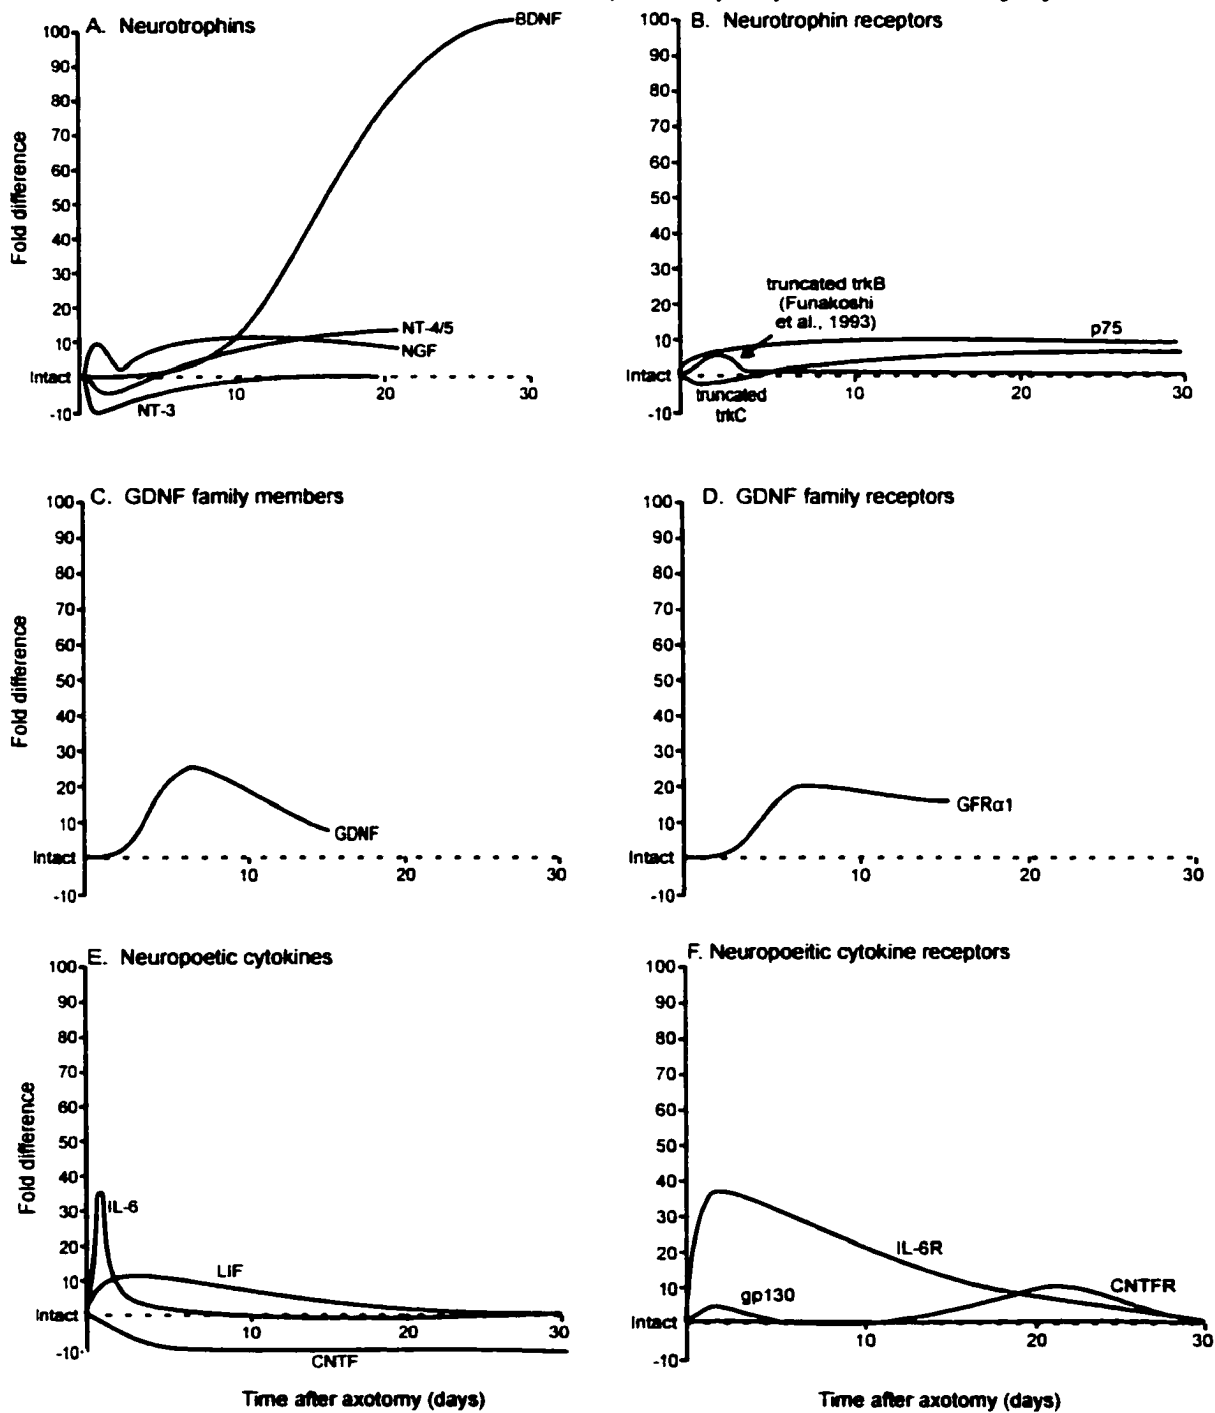 A. Neurotrophins
Fold difference
100
90
80
70
60
50
40
30
20
10
Intact
-10
BDNF
NT-4/5
NGF
NT-3
10
20
30
B. Neurotrophin receptors
100
90
80
70
60
50
40
30
20
10
Intact
-10
truncated trkB
(Funakoshi
et al., 1993)
p75
truncated
trkC
10
20
30
C. GDNF family members
Fold difference
100
90
80
70
60
50
40
30
20
10
Intact
-10
GDNF
10
20
30
D. GDNF family receptors
100
90
80
70
60
50
40
30
20
10
Intact
-10
GFRα1
10
20
30
E. Neuropoetic cytokines
Fold difference
100
90
80
70
60
50
40
30
20
10
Intact
-10
IL-6
LIF
CNTF
10
20
30
Time after axotomy (days)
F. Neuropoeitic cytokine receptors
100
90
80
70
60
50
40
30
20
10
Intact
-10
IL-6R
gp130
CNTFR
10
20
30
Time after axotomy (days)